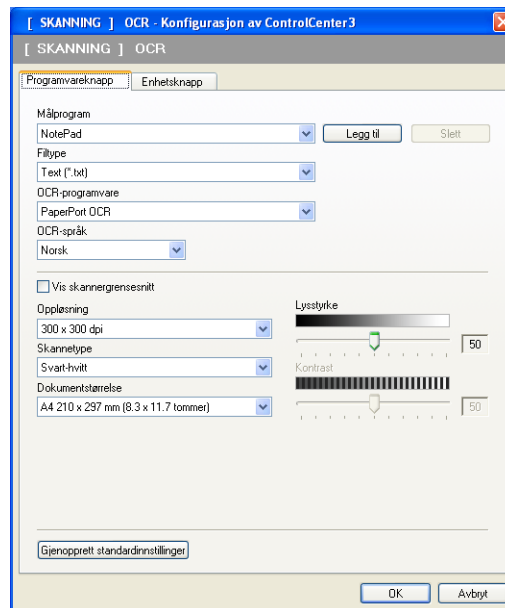 [ SKANNING ] OCR - Konfigurasjon av ControlCenter3
[ SKANNING ] OCR
Programvareknapp Enhetsknapp
Målprogram
NotePad Legg til Slett
Filtype
Text (*.txt)
OCR-programvare
PaperPort OCR
OCR-språk
Norsk
Vis skannergrensesnitt
Oppløsning Lysstyrke
300 x 300 dpi 50
Skannetype Kontrast
Svart-hvitt
Dokumentstørrelse
A4 210 x 297 mm (8.3 x 11.7 tommer) 50
Gjenopprett standardinnstillinger
OK Avbryt